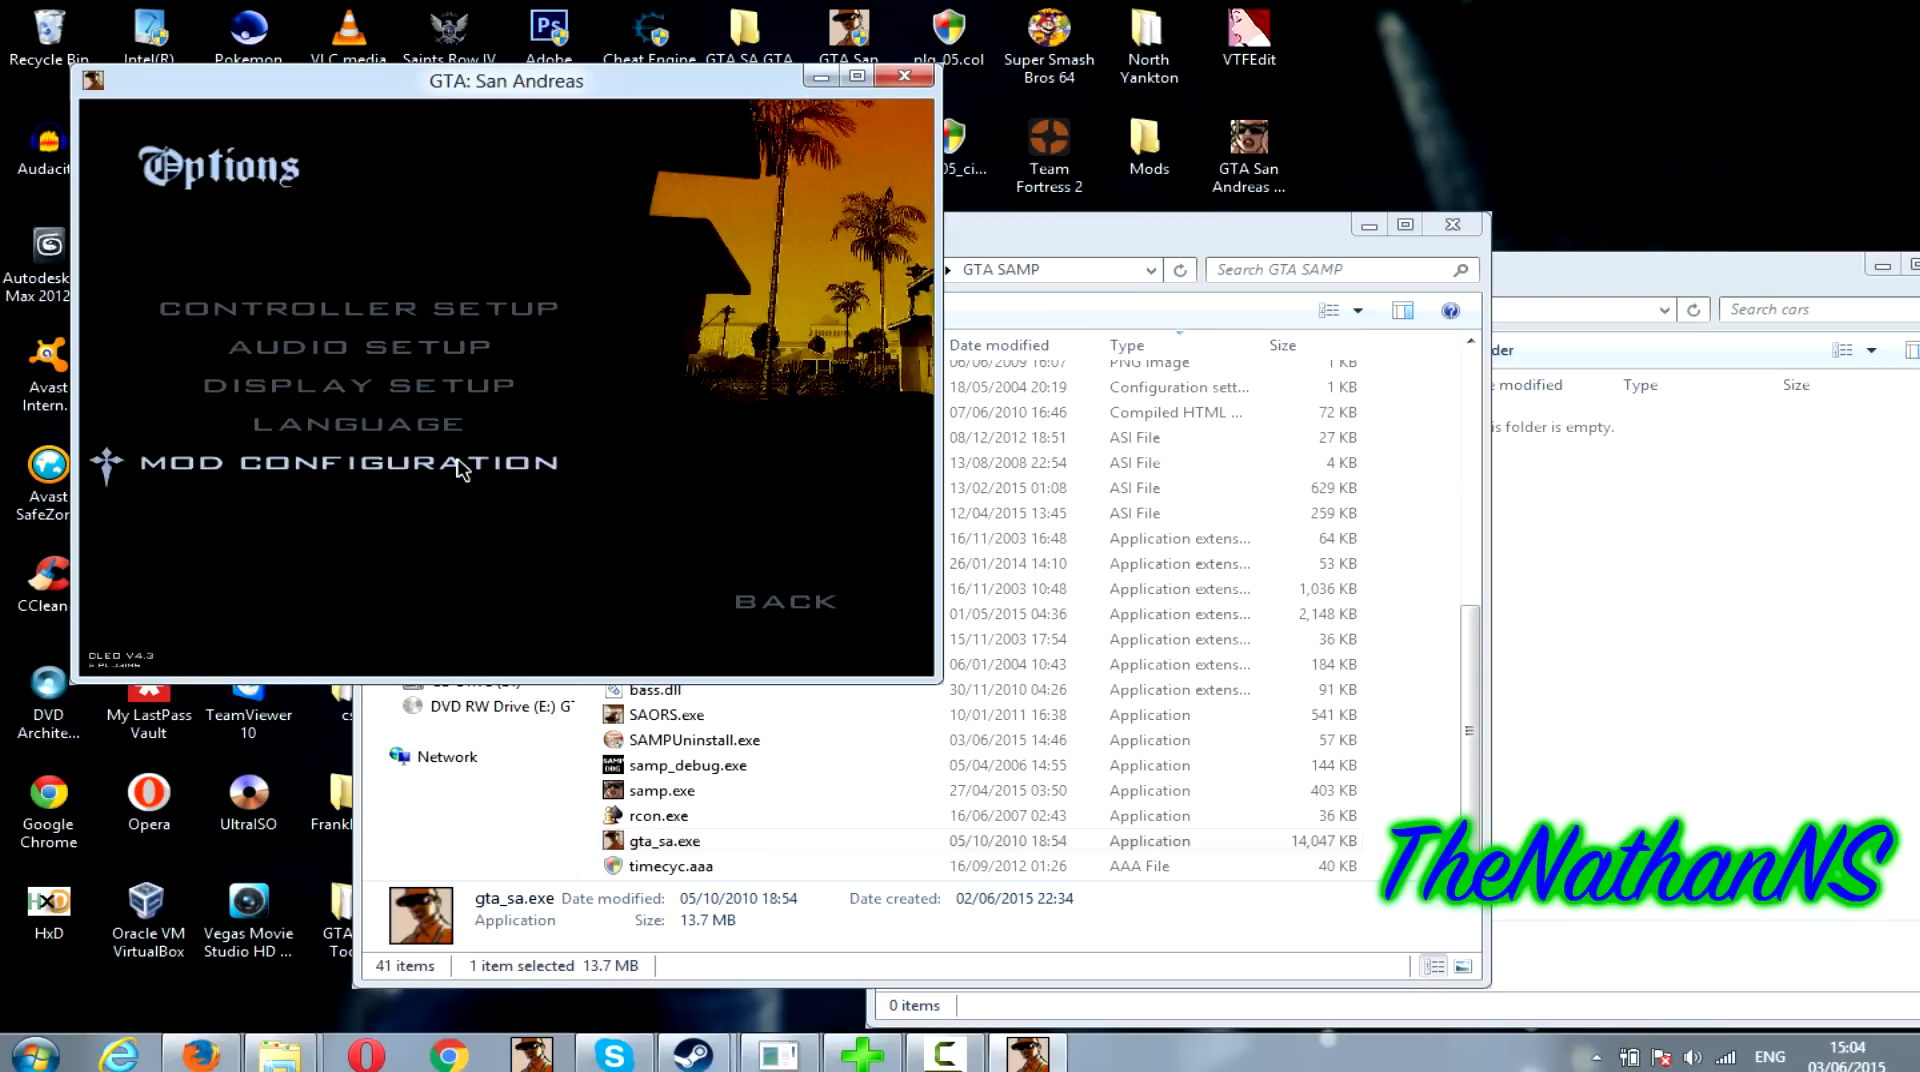 Recycle Bin
Intel(R)
Pokemon
VLC media
Saints Row IV
Adobe
Cheat Engine
GTA SA GTA
GTA San
plg_05.col
Super Smash
Bros 64
North
Yankton
VTFEdit
GTA: San Andreas
Options
CONTROLLER SETUP
AUDIO SETUP
DISPLAY SETUP
LANGUAGE
MOD CONFIGURATION
BACK
CLEO V4.3
Audacit
Autodesk
Max 2012
Avast
Intern.
Avast
SafeZor
CClean
05_ci...
Team
Fortress 2
Mods
GTA San
Andreas ...
GTA SAMP
Search GTA SAMP
Date modified
Type
Size
06/06/2009 16:07 PNG Image 1 KB
18/05/2004 20:19 Configuration sett... 1 KB
07/06/2010 16:46 Compiled HTML ... 72 KB
08/12/2012 18:51 ASI File 27 KB
13/08/2008 22:54 ASI File 4 KB
13/02/2015 01:08 ASI File 629 KB
12/04/2015 13:45 ASI File 259 KB
16/11/2003 16:48 Application extens... 64 KB
26/01/2014 14:10 Application extens... 53 KB
16/11/2003 10:48 Application extens... 1,036 KB
01/05/2015 04:36 Application extens... 2,148 KB
15/11/2003 17:54 Application extens... 36 KB
06/01/2004 10:43 Application extens... 184 KB
bass.dll 30/11/2010 04:26 Application extens... 91 KB
SAORS.exe 10/01/2011 16:38 Application 541 KB
SAMPUninstall.exe 03/06/2015 14:46 Application 57 KB
samp_debug.exe 05/04/2006 14:55 Application 144 KB
samp.exe 27/04/2015 03:50 Application 403 KB
rcon.exe 16/06/2007 02:43 Application 36 KB
gta_sa.exe 05/10/2010 18:54 Application 14,047 KB
timecyc.aaa 16/09/2012 01:26 AAA File 40 KB
DVD RW Drive (E:) GT
Network
gta_sa.exe Date modified: 05/10/2010 18:54 Date created: 02/06/2015 22:34
Application Size: 13.7 MB
41 items 1 item selected 13.7 MB
Search cars
der
e modified
Type
Size
is folder is empty.
0 items
DVD
Archite...
My LastPass
Vault
TeamViewer
10
cs
Google
Chrome
Opera
UltraISO
Frankl
HxD
Oracle VM
VirtualBox
Vegas Movie
Studio HD ...
GTA
Too
TheNathanNS
ENG
15:04
03/06/2015